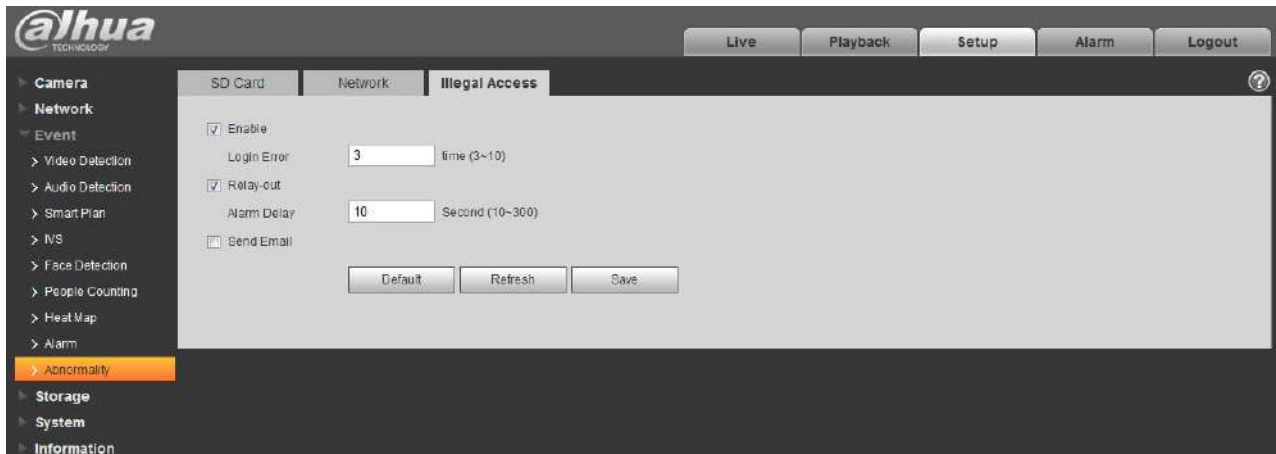 alhua
TECHNOLOGY
Live
Playback
Setup
Alarm
Logout
Camera
Network
Event
> Video Detection
> Audio Detection
> Smart Plan
> IVS
> Face Detection
> People Counting
> Heat Map
> Alarm
> Abnormality
Storage
System
Information
SD Card
Network
Illegal Access
?
Enable
Login Error 3 time (3~10)
Relay-out
Alarm Delay 10 Second (10~300)
Send Email
Default Refresh Save